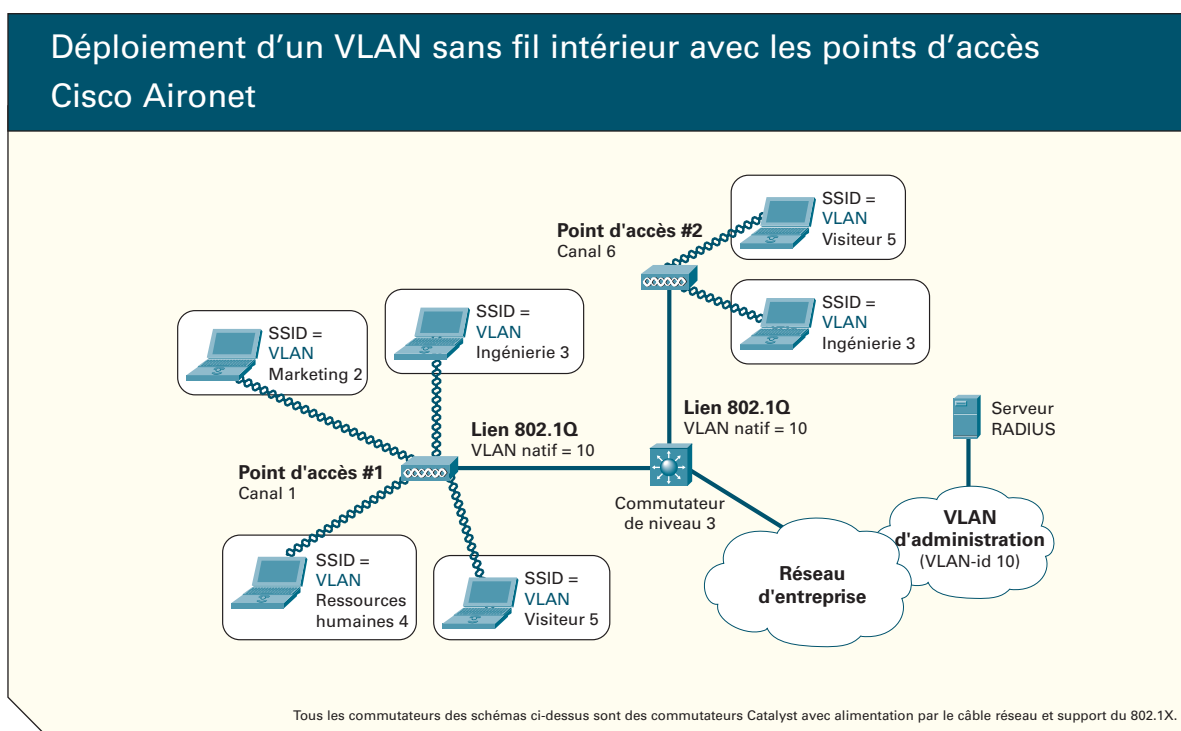 Déploiement d'un VLAN sans fil intérieur avec les points d'accès
Cisco Aironet
SSID =
VLAN
Visiteur 5
Point d'accès #2
Canal 6
SSID =
VLAN
Ingénierie 3
SSID =
VLAN
Ingénierie 3
SSID =
VLAN
Marketing 2
Lien 802.1Q
VLAN natif = 10
Serveur
RADIUS
Lien 802.1Q
VLAN natif = 10
Point d'accès #1
Canal 1
Commutateur
de niveau 3
VLAN
d'administration
(VLAN-id 10)
SSID =
VLAN
Ressources
humaines 4
SSID =
VLAN
Visiteur 5
Réseau
d'entreprise
Tous les commutateurs des schémas ci-dessus sont des commutateurs Catalyst avec alimentation par le câble réseau et support du 802.1X.